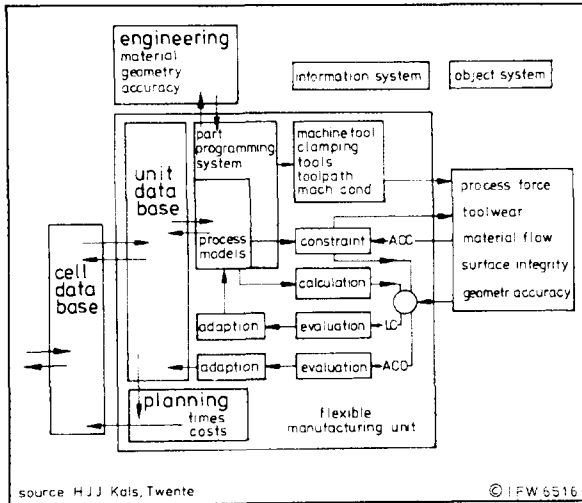 engineering
material
geometry
accuracy
information system
object system
part
programming
system
machine tool
clamping
tools
toolpath
mach cond
unit data
base
process
models
constraint
ACC
process force
toolwear
material flow
surface integrity
geometr accuracy
cell data
base
calculation
adaption
evaluation
LC
adaption
evaluation
ACO
planning
times
costs
flexible
manufacturing unit
source H.J.J. Kals, Twente
© IFW 6516